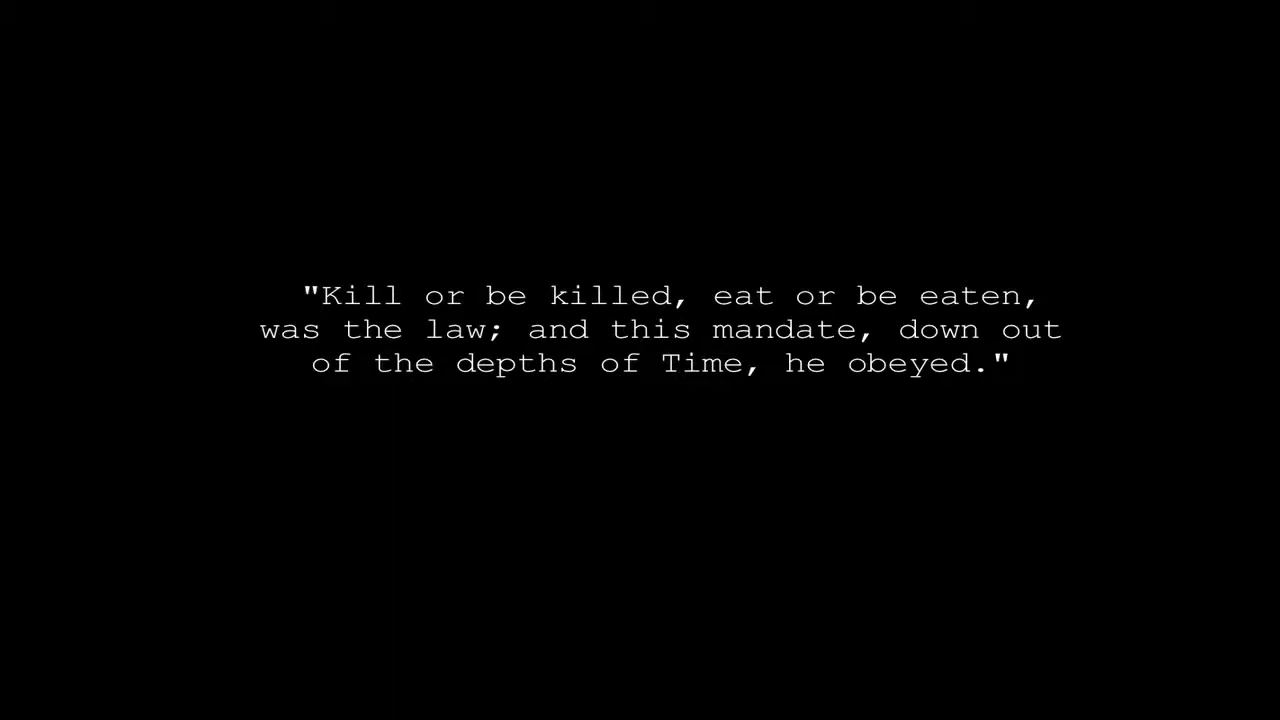 "Kill or be killed, eat or be eaten,
was the law; and this mandate, down out
of the depths of Time, he obeyed."